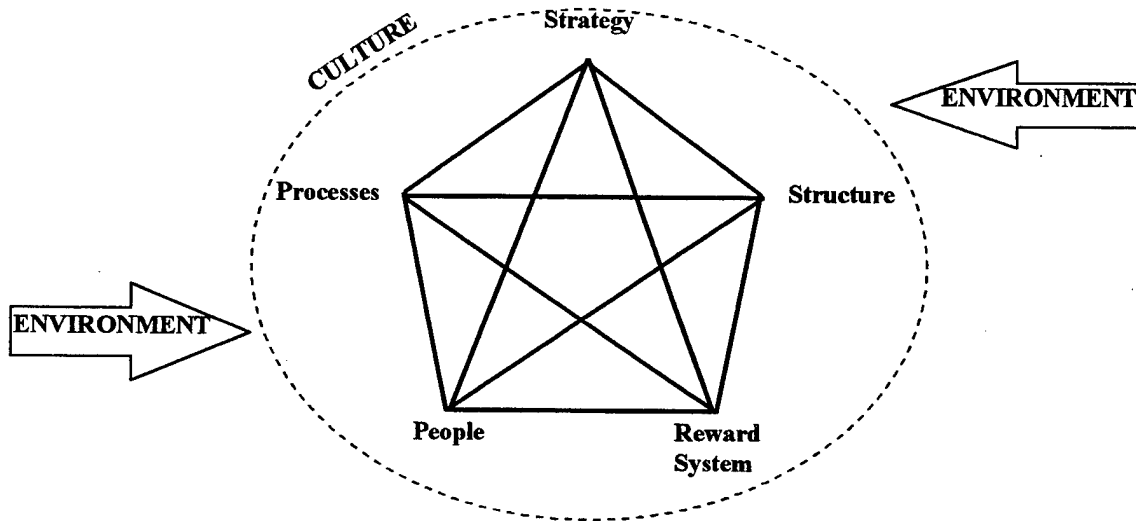 Strategy
CULTURE
ENVIRONMENT
Processes
Structure
ENVIRONMENT
People
Reward
System